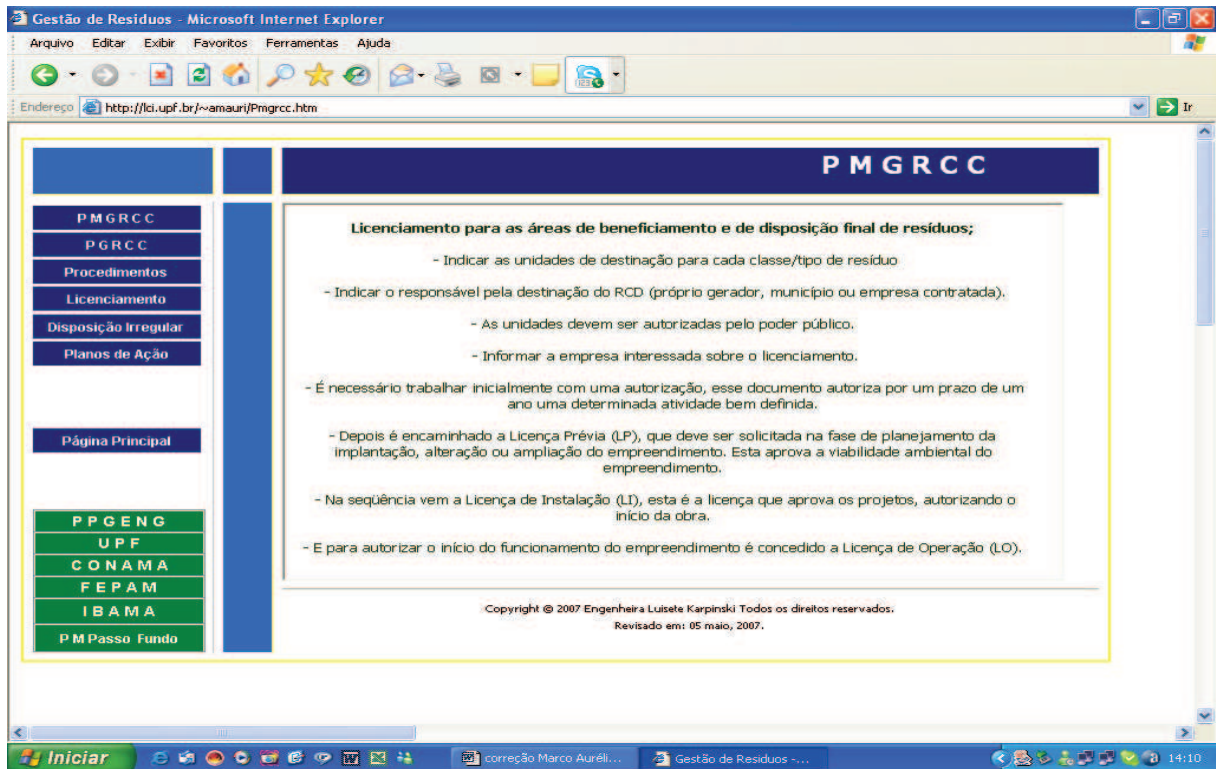 Gestão de Residuos - Microsoft Internet Explorer
Arquivo Editar Exibir Favoritos Ferramentas Ajuda
Endereço http://lci.upf.br/~amauri/Pmgrcc.htm Ir
P M G R C C
P M G R C C
P G R C C
Procedimentos
Licenciamento
Disposição Irregular
Planos de Ação
Página Principal
P P G E N G
U P F
C O N A M A
F E P A M
I B A M A
P M Passo Fundo
Licenciamento para as áreas de beneficiamento e de disposição final de resíduos;
- Indicar as unidades de destinação para cada classe/tipo de resíduo
- Indicar o responsável pela destinação do RCD (próprio gerador, município ou empresa contratada).
- As unidades devem ser autorizadas pelo poder público.
- Informar a empresa interessada sobre o licenciamento.
- É necessário trabalhar inicialmente com uma autorização, esse documento autoriza por um prazo de um
ano uma determinada atividade bem definida.
- Depois é encaminhado a Licença Prévia (LP), que deve ser solicitada na fase de planejamento da
implantação, alteração ou ampliação do empreendimento. Esta aprova a viabilidade ambiental do
empreendimento.
- Na seqüência vem a Licença de Instalação (LI), esta é a licença que aprova os projetos, autorizando o
início da obra.
- E para autorizar o início do funcionamento do empreendimento é concedido a Licença de Operação (LO).
Copyright © 2007 Engenheira Luisete Karpinski Todos os direitos reservados.
Revisado em: 05 maio, 2007.
Iniciar correção Marco Auréli... Gestão de Residuos -... 14:10